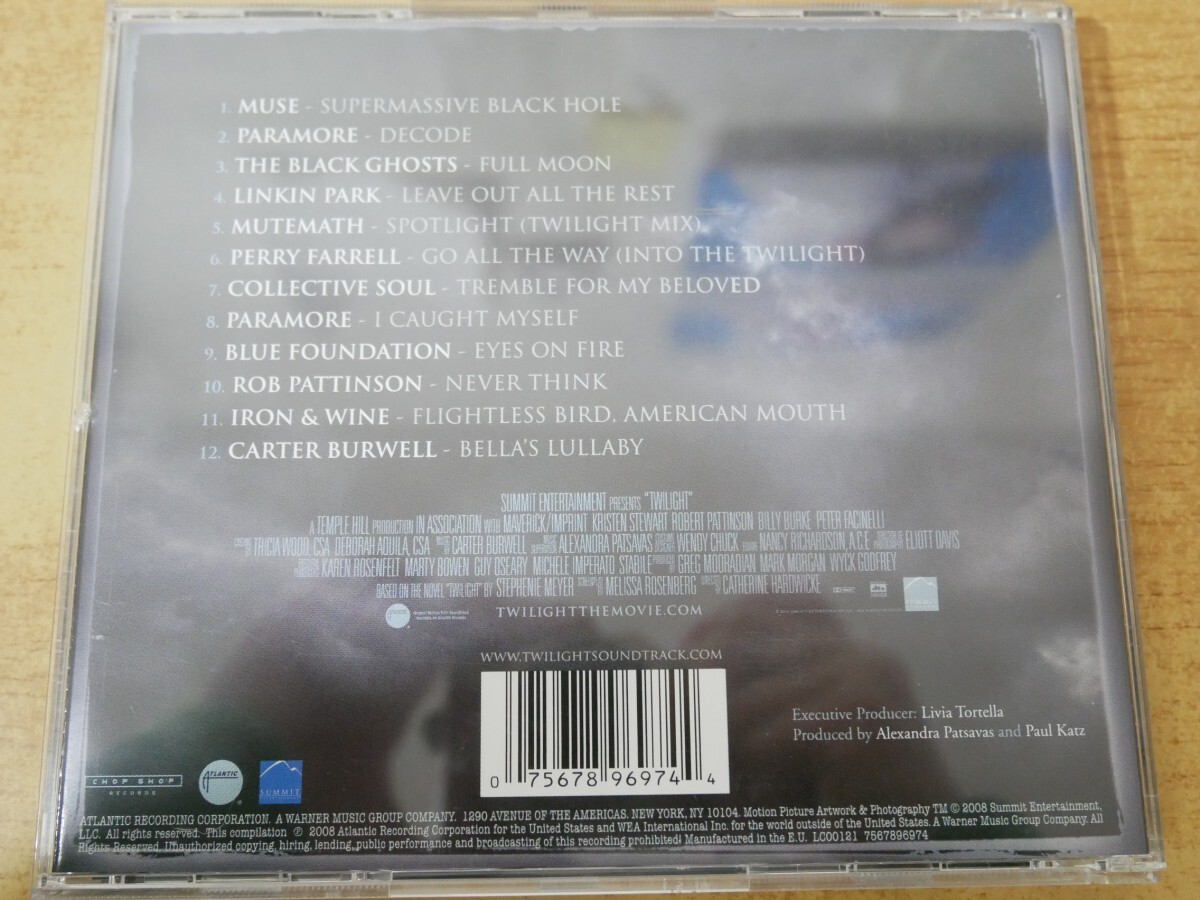 1. MUSE - SUPERMASSIVE BLACK HOLE
2. PARAMORE - DECODE
3. THE BLACK GHOSTS - FULL MOON
4. LINKIN PARK - LEAVE OUT ALL THE REST
5. MUTEMATH - SPOTLIGHT (TWILIGHT MIX)
6. PERRY FARRELL - GO ALL THE WAY (INTO THE TWILIGHT)
7. COLLECTIVE SOUL - TREMBLE FOR MY BELOVED
8. PARAMORE - I CAUGHT MYSELF
9. BLUE FOUNDATION - EYES ON FIRE
10. ROB PATTINSON - NEVER THINK
11. IRON & WINE - FLIGHTLESS BIRD, AMERICAN MOUTH
12. CARTER BURWELL - BELLA'S LULLABY
SUMMIT ENTERTAINMENT PRESENTS "TWILIGHT"
A TEMPLE HILL PRODUCTION IN ASSOCIATION WITH MAVERICK/IMPRINT KRISTEN STEWART ROBERT PATTINSON BILLY BURKE PETER FACINELLI
TRICIA WOOD, CSA DEBORAH AQUILA, CSA CARTER BURWELL ALEXANDRA PATSAVAS WENDY CHUCK NANCY RICHARDSON, A.C.E ELLIOTT DAVIS
KAREN ROSENFELT MARTY BOWEN GUY OSEARY MICHELE IMPERATO STABILE GREG MOORADIAN MARK MORGAN WYCK GODFREY
BASED ON THE NOVEL "TWILIGHT" BY STEPHENIE MEYER MELISSA ROSENBERG CATHERINE HARDWICKE
TWILIGHTTHEMOVIE.COM
WWW.TWILIGHTSOUNDTRACK.COM
Executive Producer: Livia Tortella
Produced by Alexandra Patsavas and Paul Katz
0 75678 96974 4
CHOP SHOP
RECORDS
ATLANTIC
SUMMIT
ATLANTIC RECORDING CORPORATION. A WARNER MUSIC GROUP COMPANY. 1290 AVENUE OF THE AMERICAS. NEW YORK, NY 10104. Motion Picture Artwork & Photography TM © 2008 Summit Entertainment,
LLC. All rights reserved. This compilation ℗ 2008 Atlantic Recording Corporation for the United States and WEA International Inc. for the world outside of the United States. A Warner Music Group Company. All
Rights Reserved. Unauthorized copying, hiring, lending, public performance and broadcasting of this recording prohibited. Manufactured in the E.U. LC00121 7567896974